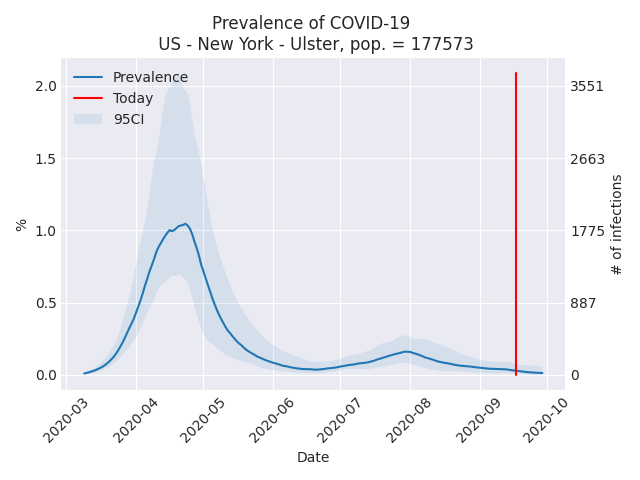 Prevalence of COVID-19
US - New York - Ulster, pop. = 177573
Prevalence
Today
95CI
2.0
1.5
1.0
0.5
0.0
%
3551
2663
1775
887
0
# of infections
2020-03
2020-04
2020-05
2020-06
2020-07
2020-08
2020-09
2020-10
Date